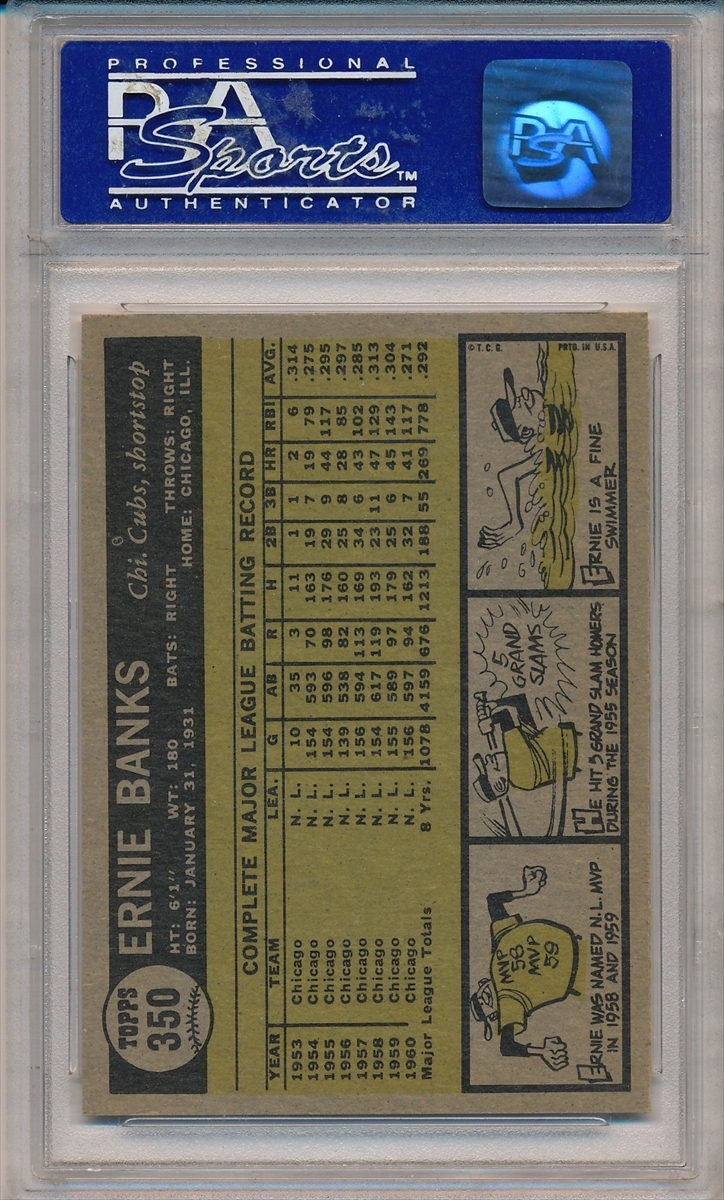 PROFESSIONAL
PSA
Sports™
AUTHENTICATOR
PSA
TOPPS
350
ERNIE BANKS Chi. Cubs, shortstop
HT: 6'1" WT: 180 BATS: RIGHT THROWS: RIGHT
BORN: JANUARY 31, 1931 HOME: CHICAGO, ILL.
COMPLETE MAJOR LEAGUE BATTING RECORD
YEAR TEAM LEA. G AB R H 2B 3B HR RBI AVG.
1953 Chicago N. L. 10 35 3 11 1 1 2 6 .314
1954 Chicago N. L. 154 593 70 163 19 7 19 79 .275
1955 Chicago N. L. 154 596 98 176 29 9 44 117 .295
1956 Chicago N. L. 139 538 82 160 25 8 28 85 .297
1957 Chicago N. L. 156 594 113 169 34 6 43 102 .285
1958 Chicago N. L. 154 617 119 193 23 11 47 129 .313
1959 Chicago N. L. 155 589 97 179 25 6 45 143 .304
1960 Chicago N. L. 156 597 94 162 32 7 41 117 .271
Major League Totals 8 Yrs. 1078 4159 676 1213 188 55 269 778 .292
MVP
58
MVP
59
ERNIE WAS NAMED N.L. MVP
IN 1958 AND 1959
5
GRAND
SLAMS
HE HIT 5 GRAND SLAM HOMERS
DURING THE 1955 SEASON
© T.C.G. PRTD. IN U.S.A.
ERNIE IS A FINE
SWIMMER